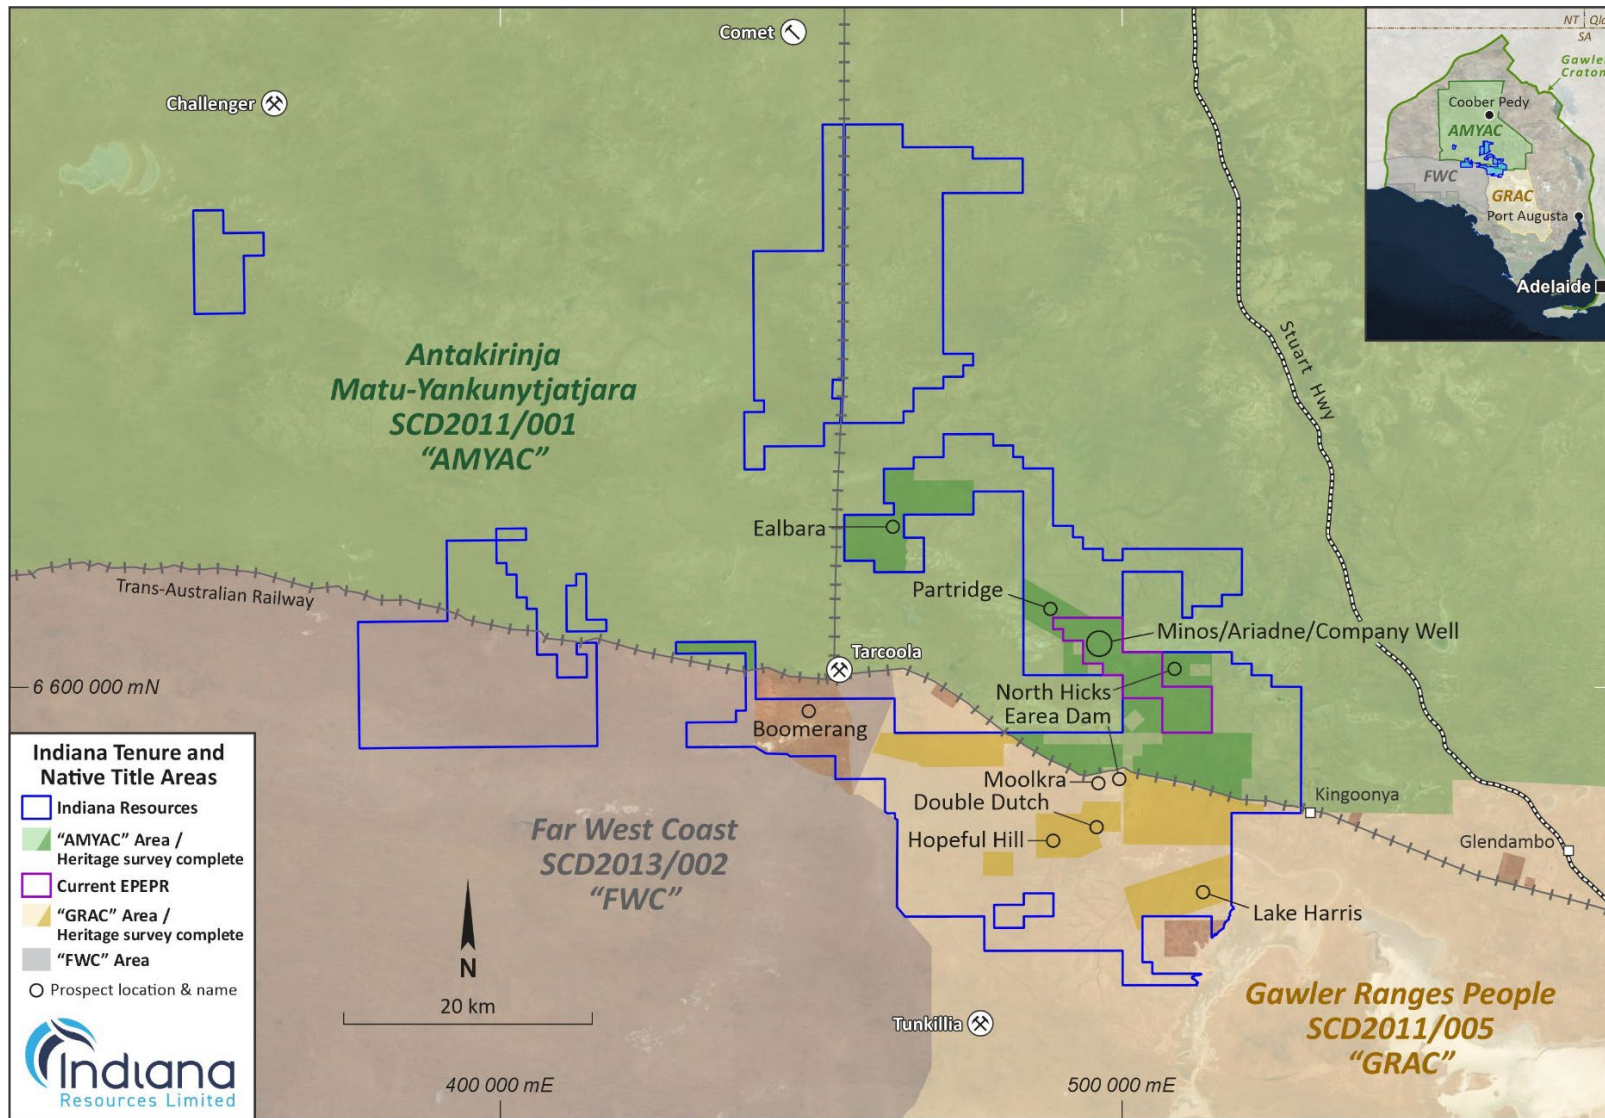 Comet
Challenger
NT
SA
Gawler
Craton
Coober Pedy
AMYAC
FWC
GRAC
Port Augusta
Adelaide
Stuart Hwy
Antakirinja
Matu-Yankunytjatjara
SCD2011/001
“AMYAC”
Ealbara
Partridge
Trans-Australian Railway
Minos/Ariadne/Company Well
Tarcoola
6 600 000 mN
North Hicks
Earea Dam
Boomerang
Moolkra
Double Dutch
Hopeful Hill
Kingoonya
Glendambo
Far West Coast
SCD2013/002
“FWC”
Lake Harris
Gawler Ranges People
SCD2011/005
“GRAC”
Tunkillia
N
20 km
400 000 mE
500 000 mE
Indiana Tenure and
Native Title Areas
Indiana Resources
“AMYAC” Area /
Heritage survey complete
Current EPEPR
“GRAC” Area /
Heritage survey complete
“FWC” Area
Prospect location & name
Indiana
Resources Limited